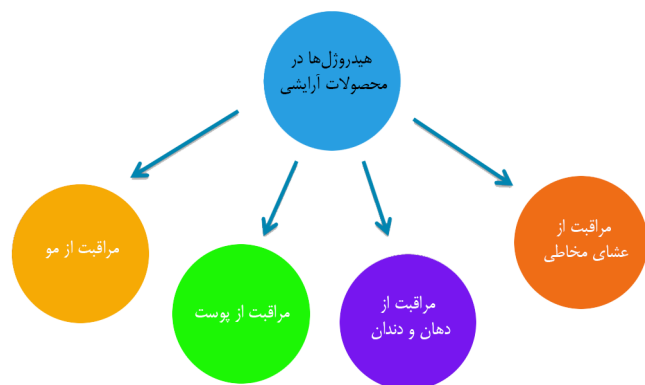 هیدروژل‌ها در
محصولات آرایشی
مراقبت از
عشای مخاطی
مراقبت از
دهان و دندان
مراقبت از پوست
مراقبت از مو